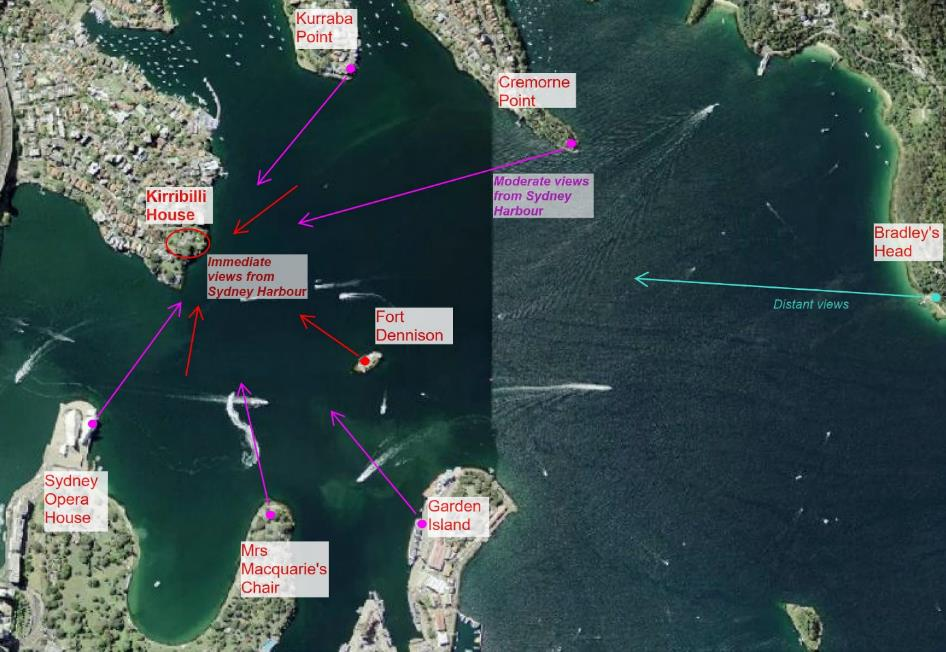 Kurraba
Point
Cremorne
Point
Moderate views
from Sydney
Harbour
Kirribilli
House
Bradley's
Head
Immediate
views from
Sydney Harbour
Distant views
Fort
Dennison
Sydney
Opera
House
Garden
Island
Mrs
Macquarie's
Chair